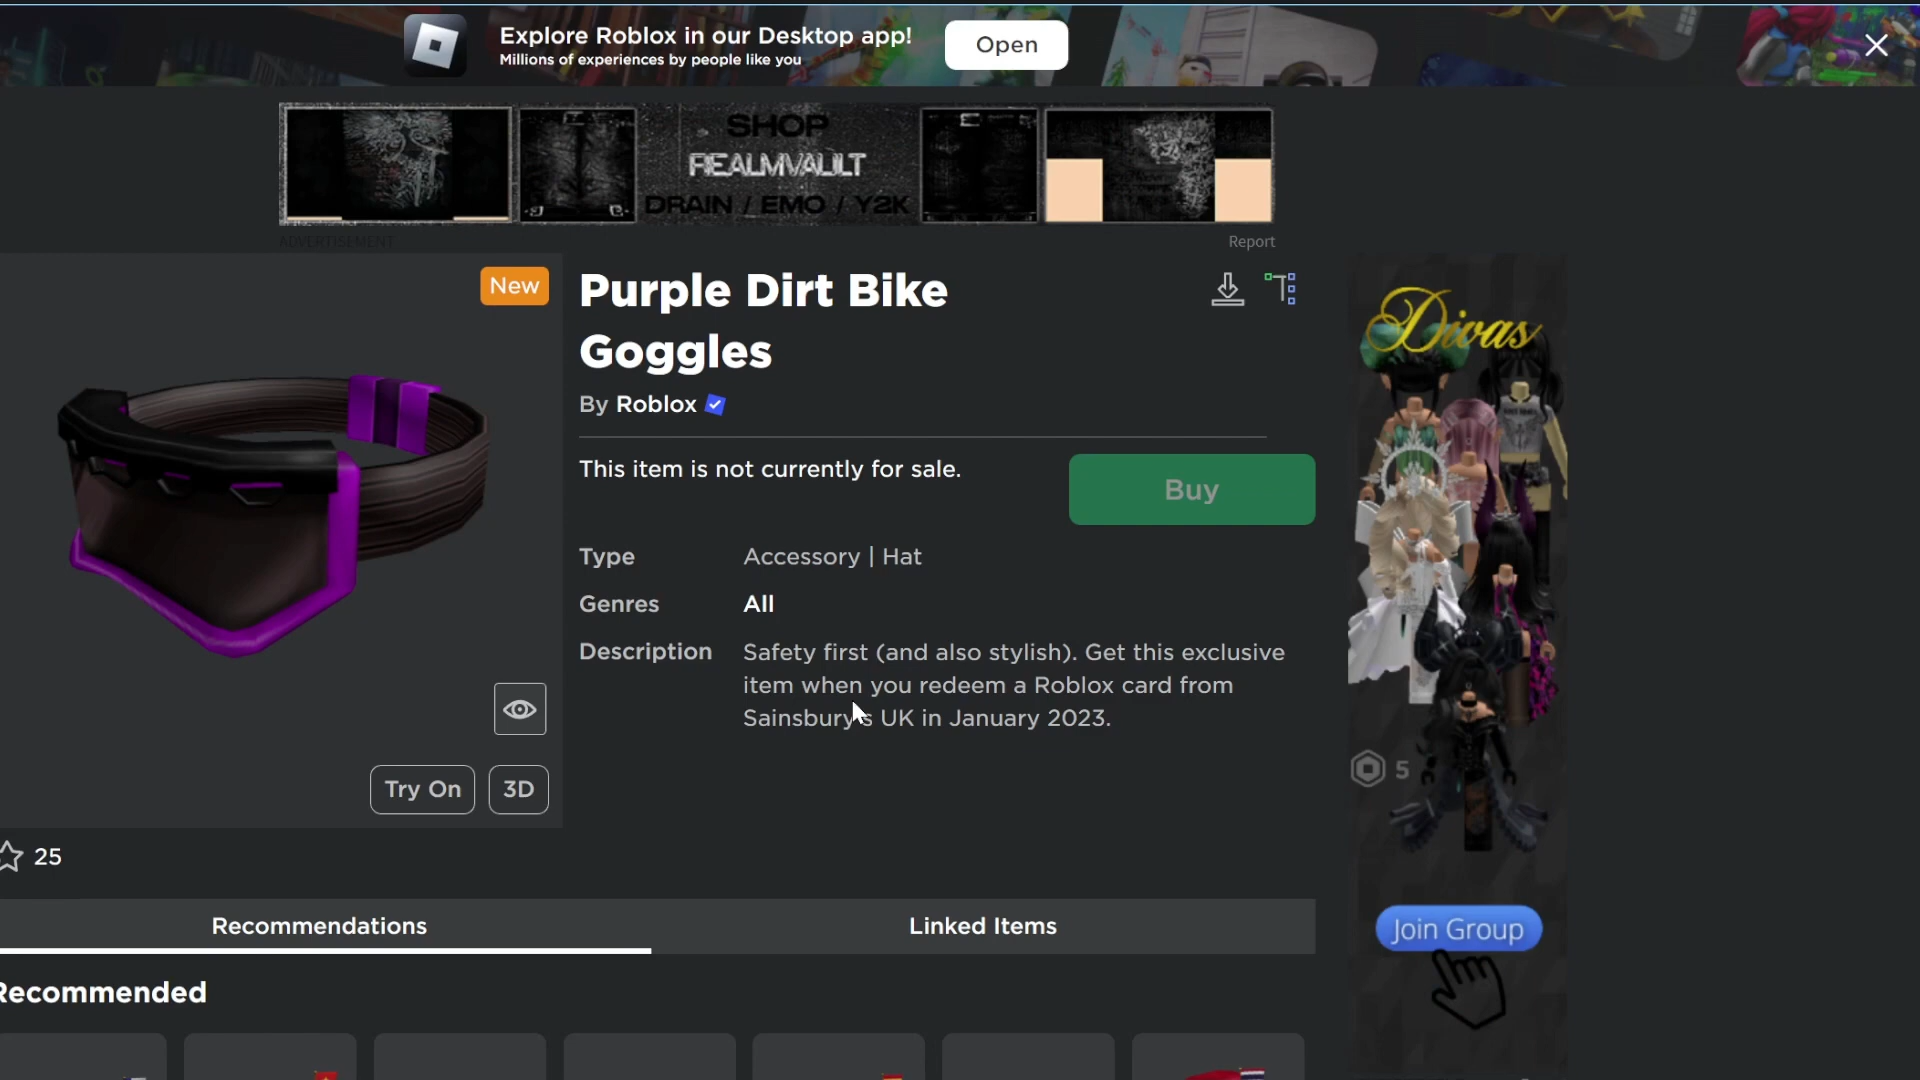 Explore Roblox in our Desktop app!
Millions of experiences by people like you
Open
SHOP
REALMVAULT
DRAIN / EMO / Y2K
ADVERTISEMENT
Report
New
Purple Dirt Bike
Goggles
By Roblox
This item is not currently for sale.
Buy
Type Accessory | Hat
Genres All
Description Safety first (and also stylish). Get this exclusive
item when you redeem a Roblox card from
Sainsbury's UK in January 2023.
Try On
3D
25
Divas
5
Join Group
Recommendations
Linked Items
Recommended